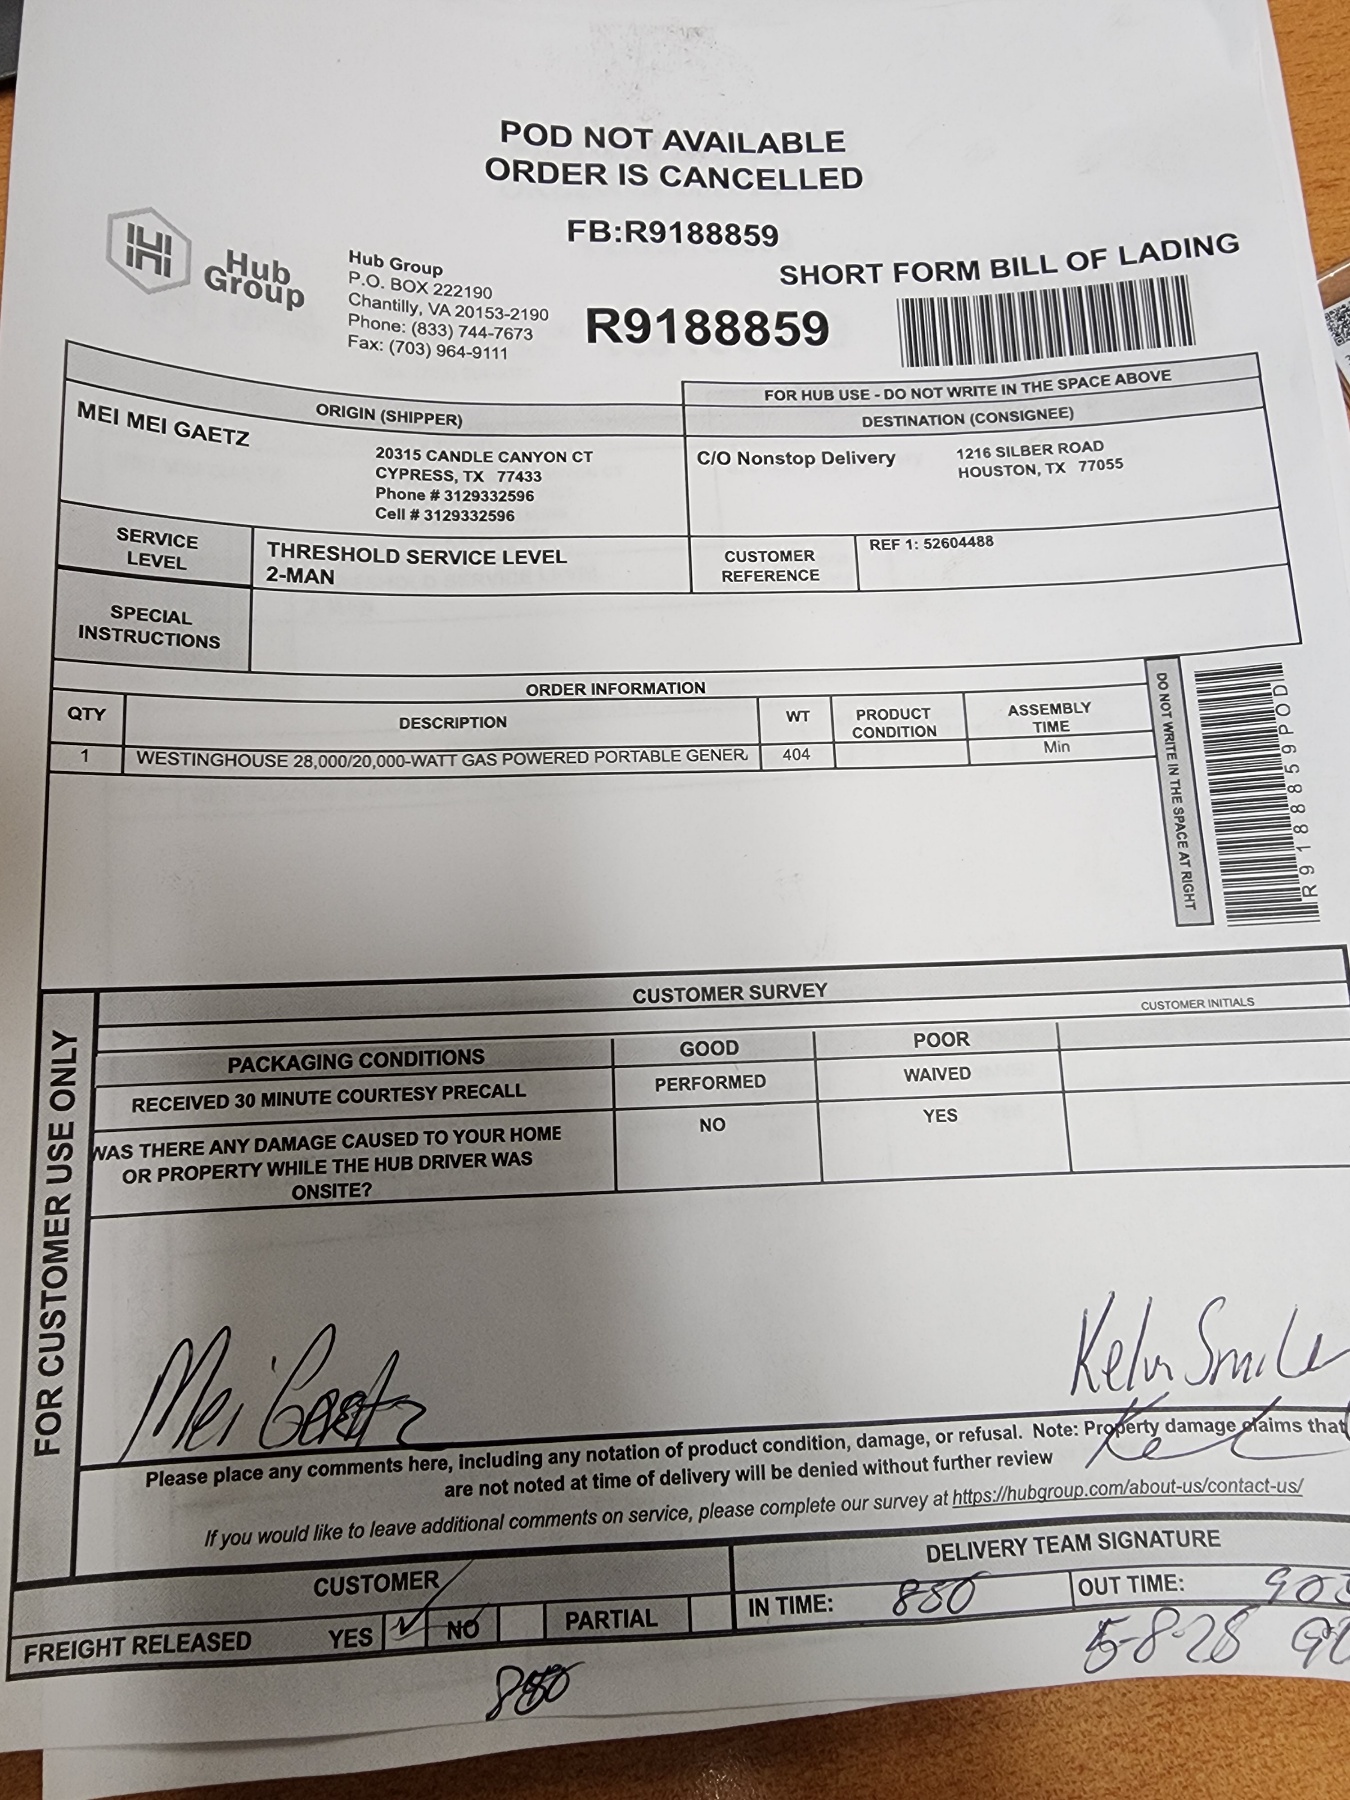 POD NOT AVAILABLE
ORDER IS CANCELLED
FB:R9188859
SHORT FORM BILL OF LADING
Hub
Group
Hub Group
P.O. BOX 222190
Chantilly, VA 20153-2190
Phone: (833) 744-7673
Fax: (703) 964-9111
R9188859
FOR HUB USE - DO NOT WRITE IN THE SPACE ABOVE
ORIGIN (SHIPPER)
DESTINATION (CONSIGNEE)
MEI MEI GAETZ
20315 CANDLE CANYON CT
CYPRESS, TX 77433
Phone # 3129332596
Cell # 3129332596
C/O Nonstop Delivery
1216 SILBER ROAD
HOUSTON, TX 77055
SERVICE
LEVEL
THRESHOLD SERVICE LEVEL
2-MAN
CUSTOMER
REFERENCE
REF 1: 52604488
SPECIAL
INSTRUCTIONS
ORDER INFORMATION
QTY
DESCRIPTION
WT
PRODUCT
CONDITION
ASSEMBLY
TIME
1
WESTINGHOUSE 28,000/20,000-WATT GAS POWERED PORTABLE GENER
404
Min
DO NOT WRITE IN THE SPACE AT RIGHT
R9188859POD
FOR CUSTOMER USE ONLY
CUSTOMER SURVEY
CUSTOMER INITIALS
PACKAGING CONDITIONS
GOOD
POOR
RECEIVED 30 MINUTE COURTESY PRECALL
PERFORMED
WAIVED
WAS THERE ANY DAMAGE CAUSED TO YOUR HOME
OR PROPERTY WHILE THE HUB DRIVER WAS
ONSITE?
NO
YES
Mei Gaetz
Please place any comments here, including any notation of product condition, damage, or refusal. Note: Property damage claims that
are not noted at time of delivery will be denied without further review
If you would like to leave additional comments on service, please complete our survey at https://hubgroup.com/about-us/contact-us/
CUSTOMER
DELIVERY TEAM SIGNATURE
FREIGHT RELEASED
YES
NO
PARTIAL
IN TIME:
850
OUT TIME:
850